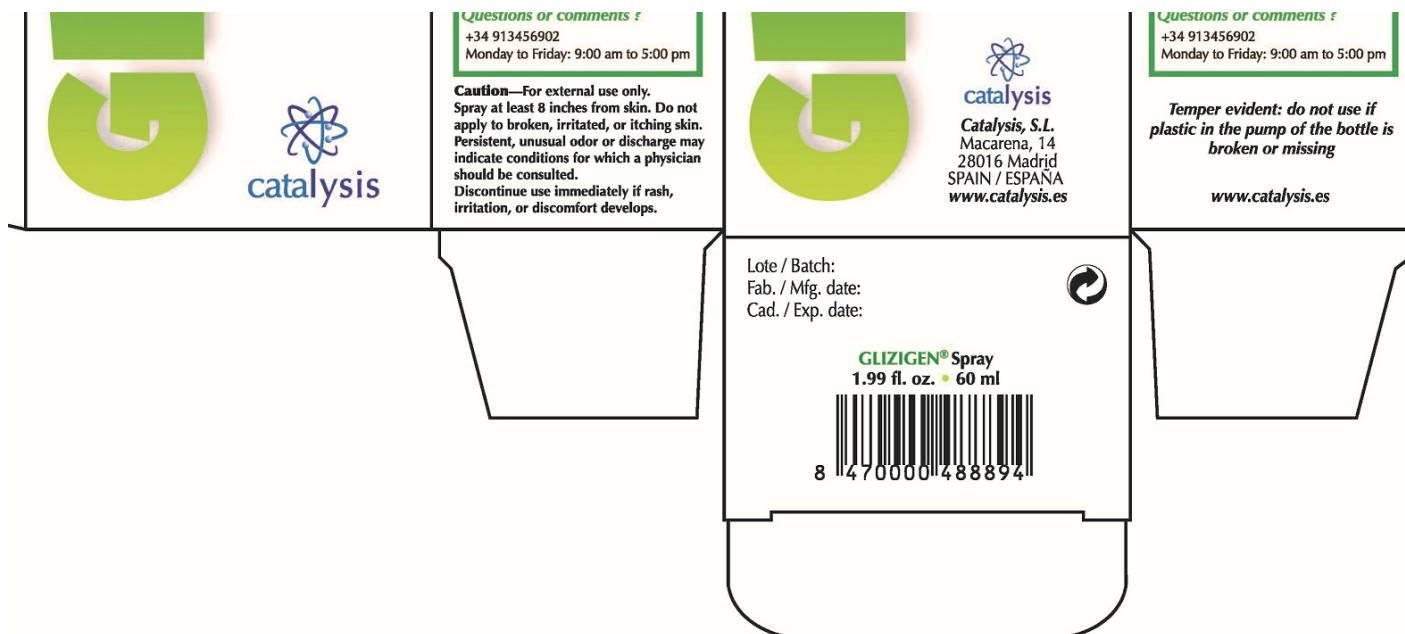 Gli
catalysis
Questions or comments ?
+34 913456902
Monday to Friday: 9:00 am to 5:00 pm
Caution—For external use only.
Spray at least 8 inches from skin. Do not
apply to broken, irritated, or itching skin.
Persistent, unusual odor or discharge may
indicate conditions for which a physician
should be consulted.
Discontinue use immediately if rash,
irritation, or discomfort develops.
Gli
catalysis
Catalysis, S.L.
Macarena, 14
28016 Madrid
SPAIN / ESPAÑA
www.catalysis.es
Questions or comments ?
+34 913456902
Monday to Friday: 9:00 am to 5:00 pm
Temper evident: do not use if
plastic in the pump of the bottle is
broken or missing
www.catalysis.es
Lote / Batch:
Fab. / Mfg. date:
Cad. / Exp. date:
GLIZIGEN® Spray
1.99 fl. oz. • 60 ml
8 470000 488894